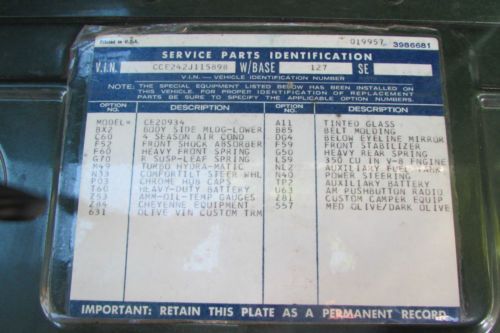 Printed in U.S.A. 019957 3986681
SERVICE PARTS IDENTIFICATION
V.I.N. CCE242J115898 W/BASE 127 SE
V.I.N. — VEHICLE IDENTIFICATION NUMBER
NOTE: THE SPECIAL EQUIPMENT LISTED BELOW HAS BEEN INSTALLED ON
THIS VEHICLE. FOR PROPER IDENTIFICATION OF REPLACEMENT
PARTS BE SURE TO SPECIFY THE APPLICABLE OPTION NUMBERS.
OPTION NO. DESCRIPTION OPTION NO. DESCRIPTION
MODEL* CE20934 A11 TINTED GLASS
BX2 BODY SIDE MLDG-LOWER B85 BELT MOLDING
C60 4 SEASON AIR COND DG4 BELOW EYELINE MIRROR
F52 FRONT SHOCK ABSORBER F59 FRONT STABILIZER
F60 HEAVY FRONT SPRING G50 HEAVY REAR SPRING
G70 R SUSP-LEAF SPRING LS9 350 CU IN V-8 ENGINE
M49 TURBO HYDRA-MATIC NL2 AUXILIARY FUEL TANK
N33 COMFORTILT STEER WHL N40 POWER STEERING
P03 CHROME HUB CAPS TP2 AUXILIARY BATTERY
T60 HEAVY-DUTY BATTERY U63 AM PUSHBUTTON RADIO
Z53 AMM-OIL-TEMP GAUGES Z81 CUSTOM CAMPER EQUIP
Z84 CHEYENNE EQUIPMENT 557 MED OLIVE/DARK OLIVE
631 OLIVE VIN CUSTOM TRM
IMPORTANT: RETAIN THIS PLATE AS A PERMANENT RECORD